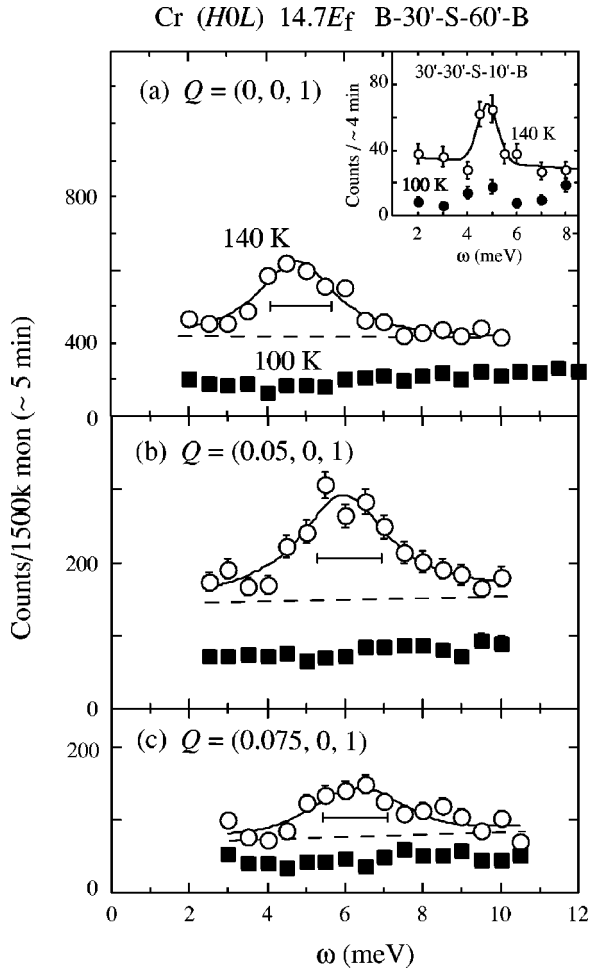 Cr (H0L) 14.7Ef B-30'-S-60'-B
(a) Q = (0, 0, 1)
30'-30'-S-10'-B
Counts / ~ 4 min
80
60
40
20
0
140 K
100 K
2 4 6 8
ω (meV)
800
400
0
140 K
100 K
Counts/1500k mon (~ 5 min)
(b) Q = (0.05, 0, 1)
200
0
(c) Q = (0.075, 0, 1)
200
0
0 2 4 6 8 10 12
ω (meV)